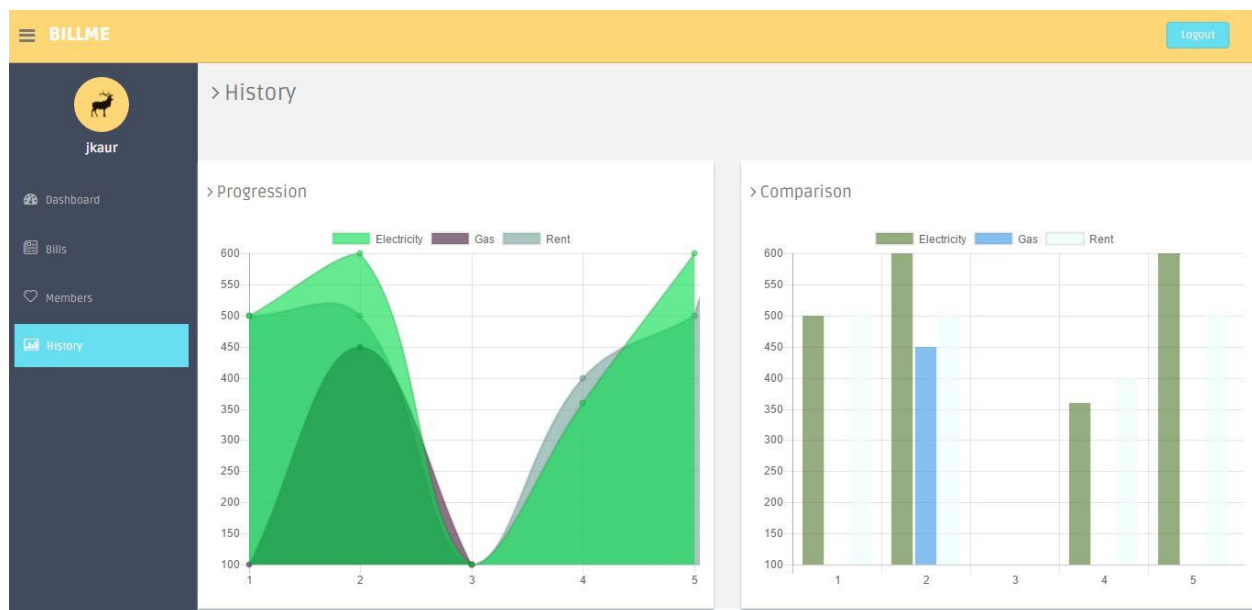 BILLME
Logout
jkaur
Dashboard
Bills
Members
History
> History
> Progression
Electricity Gas Rent
600
550
500
450
400
350
300
250
200
150
100
1 2 3 4 5
> Comparison
Electricity Gas Rent
600
550
500
450
400
350
300
250
200
150
100
1 2 3 4 5